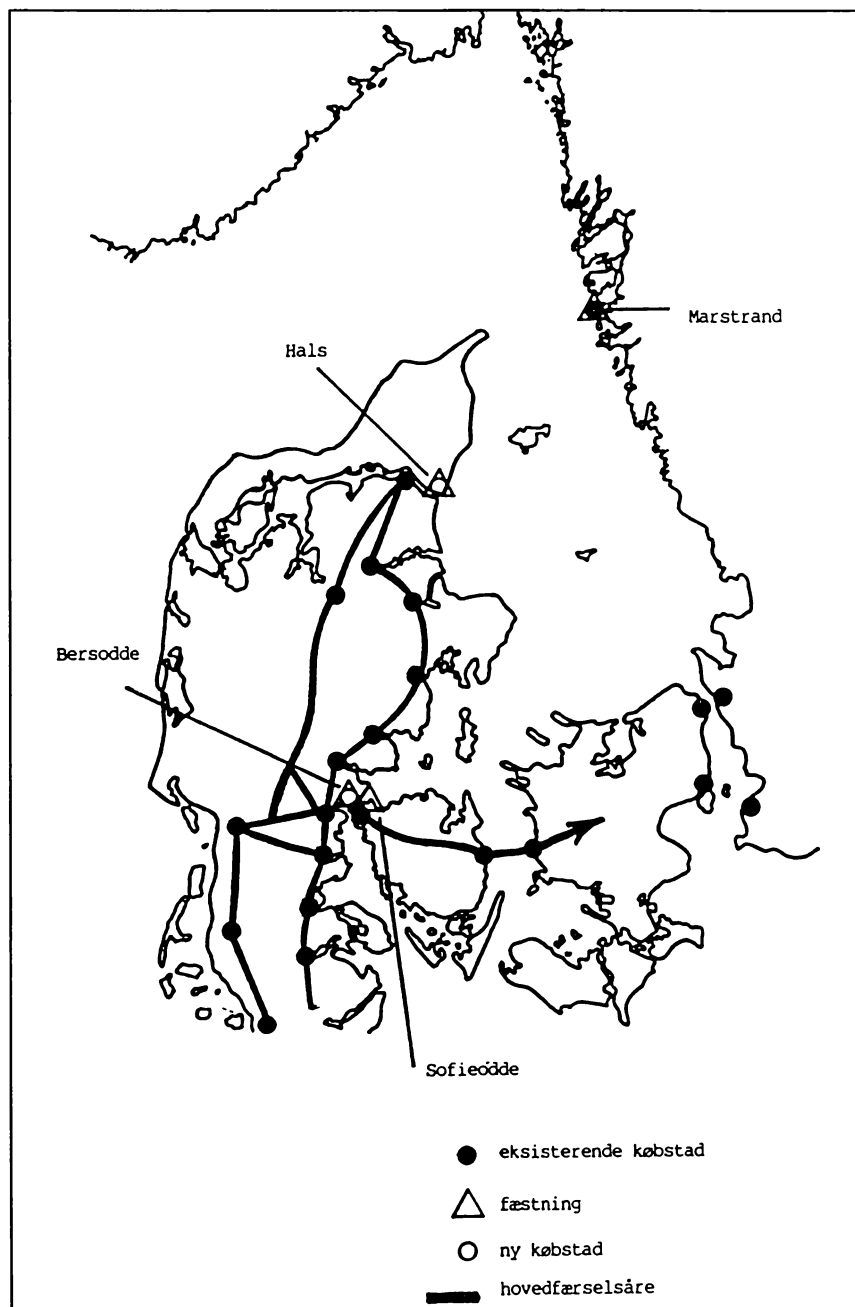 Marstrand
Hals
Bersodde
Sofieodde
eksisterende købstad
fæstning
ny købstad
hovedfærselsåre